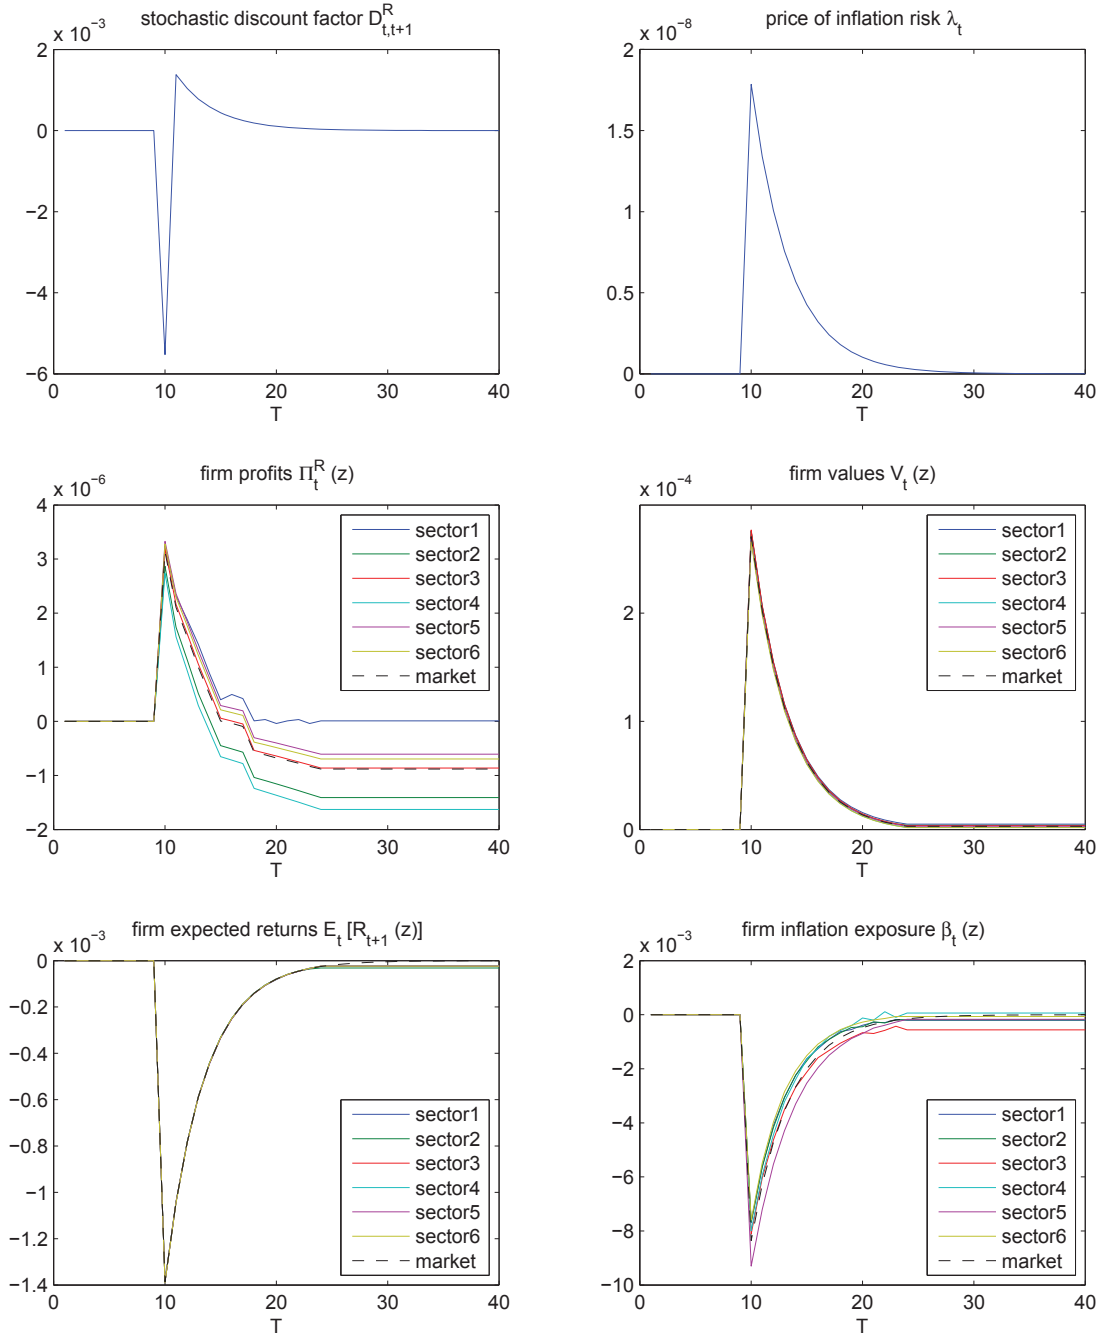 stochastic discount factor D^R_{t,t+1}
x 10^−3
2
0
−2
−4
−6
0 10 20 30 40
T
price of inflation risk λ_t
x 10^−8
2
1.5
1
0.5
0
0 10 20 30 40
T
firm profits Π^R_t (z)
x 10^−6
4
3
2
1
0
−1
−2
0 10 20 30 40
T
sector1
sector2
sector3
sector4
sector5
sector6
market
firm values V_t (z)
x 10^−4
2
1
0
0 10 20 30 40
T
sector1
sector2
sector3
sector4
sector5
sector6
market
firm expected returns E_t [R_{t+1} (z)]
x 10^−3
0
−0.2
−0.4
−0.6
−0.8
−1
−1.2
−1.4
0 10 20 30 40
T
sector1
sector2
sector3
sector4
sector5
sector6
market
firm inflation exposure β_t (z)
x 10^−3
2
0
−2
−4
−6
−8
−10
0 10 20 30 40
T
sector1
sector2
sector3
sector4
sector5
sector6
market